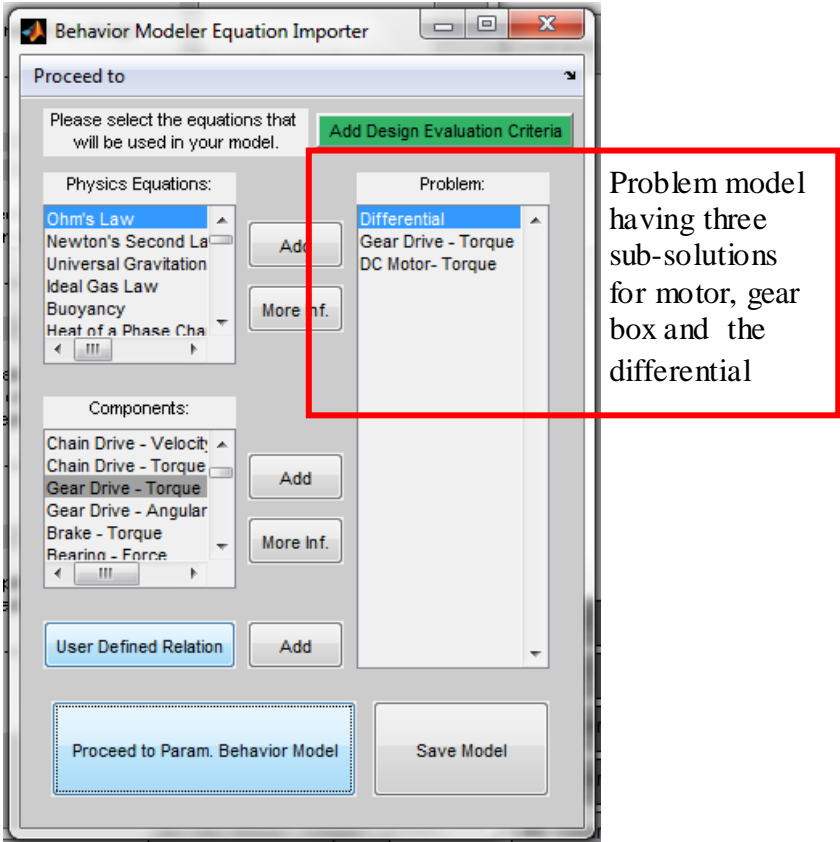 Behavior Modeler Equation Importer
Proceed to
Please select the equations that
will be used in your model.
Add Design Evaluation Criteria
Physics Equations:
Ohm's Law
Newton's Second La
Universal Gravitation
Ideal Gas Law
Buoyancy
Heat of a Phase Cha
Add
More Inf.
Components:
Chain Drive - Velocit
Chain Drive - Torque
Gear Drive - Torque
Gear Drive - Angular
Brake - Torque
Bearing - Force
Add
More Inf.
User Defined Relation
Add
Problem:
Differential
Gear Drive - Torque
DC Motor- Torque
Proceed to Param. Behavior Model
Save Model
Problem model
having three
sub-solutions
for motor, gear
box and the
differential